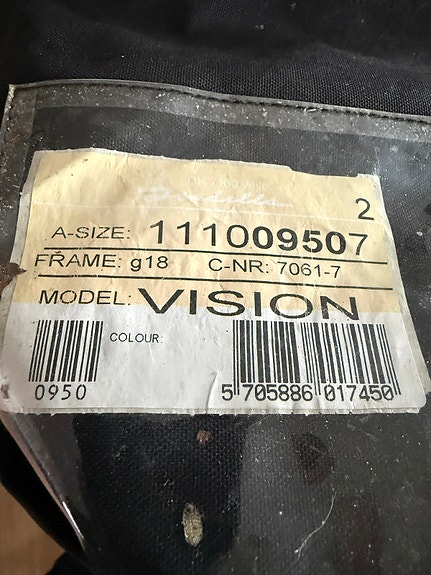 2
A-SIZE: 111009507
FRAME: g18 C-NR: 7061-7
MODEL: VISION
COLOUR:
0950
5 705886 017450